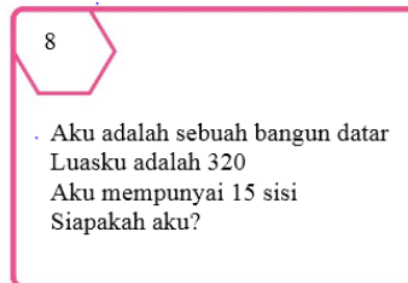 8
Aku adalah sebuah bangun datar
Luasku adalah 320
Aku mempunyai 15 sisi
Siapakah aku?